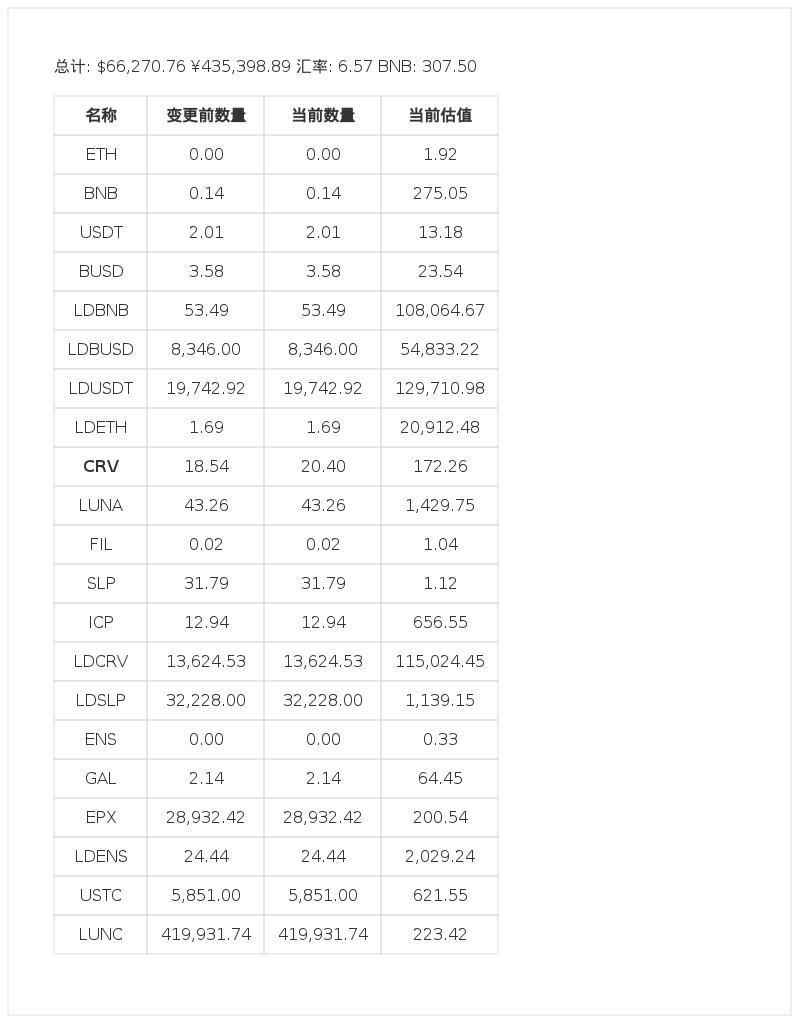 总计: $66,270.76 ¥435,398.89 汇率: 6.57 BNB: 307.50
名称 变更前数量 当前数量 当前估值
ETH 0.00 0.00 1.92
BNB 0.14 0.14 275.05
USDT 2.01 2.01 13.18
BUSD 3.58 3.58 23.54
LDBNB 53.49 53.49 108,064.67
LDBUSD 8,346.00 8,346.00 54,833.22
LDUSDT 19,742.92 19,742.92 129,710.98
LDETH 1.69 1.69 20,912.48
CRV 18.54 20.40 172.26
LUNA 43.26 43.26 1,429.75
FIL 0.02 0.02 1.04
SLP 31.79 31.79 1.12
ICP 12.94 12.94 656.55
LDCRV 13,624.53 13,624.53 115,024.45
LDSLP 32,228.00 32,228.00 1,139.15
ENS 0.00 0.00 0.33
GAL 2.14 2.14 64.45
EPX 28,932.42 28,932.42 200.54
LDENS 24.44 24.44 2,029.24
USTC 5,851.00 5,851.00 621.55
LUNC 419,931.74 419,931.74 223.42